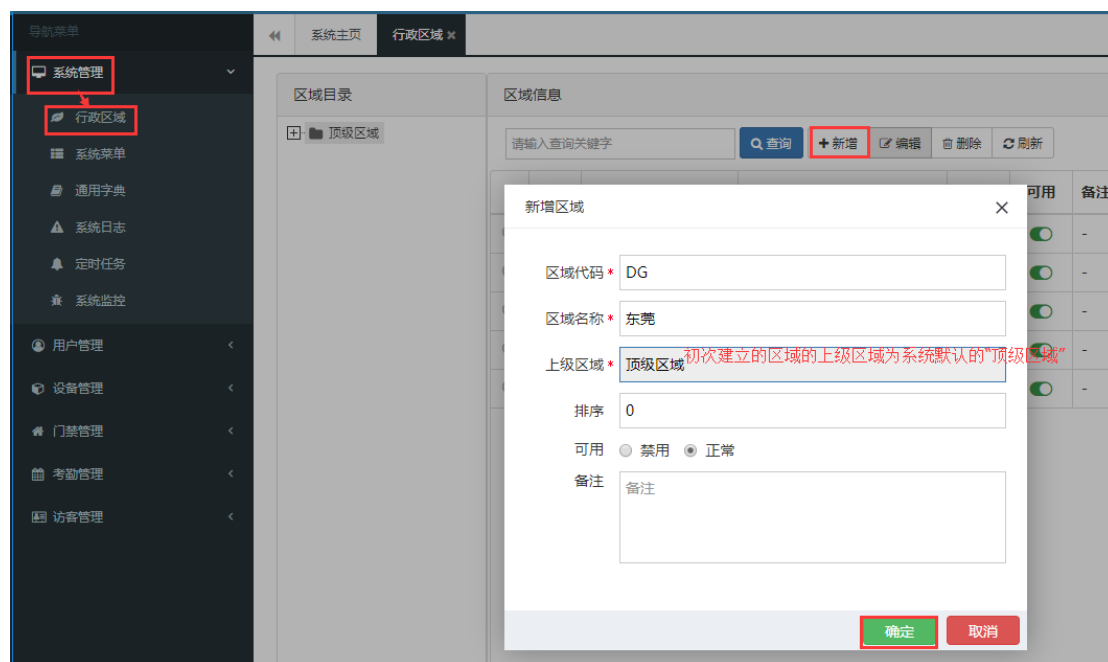 导航菜单
系统主页
行政区域
系统管理
行政区域
系统菜单
通用字典
系统日志
定时任务
系统监控
用户管理
设备管理
门禁管理
考勤管理
访客管理
区域目录
顶级区域
区域信息
请输入查询关键字
查询
新增
编辑
删除
刷新
可用
备注
-
-
-
-
-
新增区域
区域代码* DG
区域名称* 东莞
上级区域* 顶级区域
初次建立的区域的上级区域为系统默认的"顶级区域"
排序 0
可用 禁用 正常
备注 备注
确定
取消